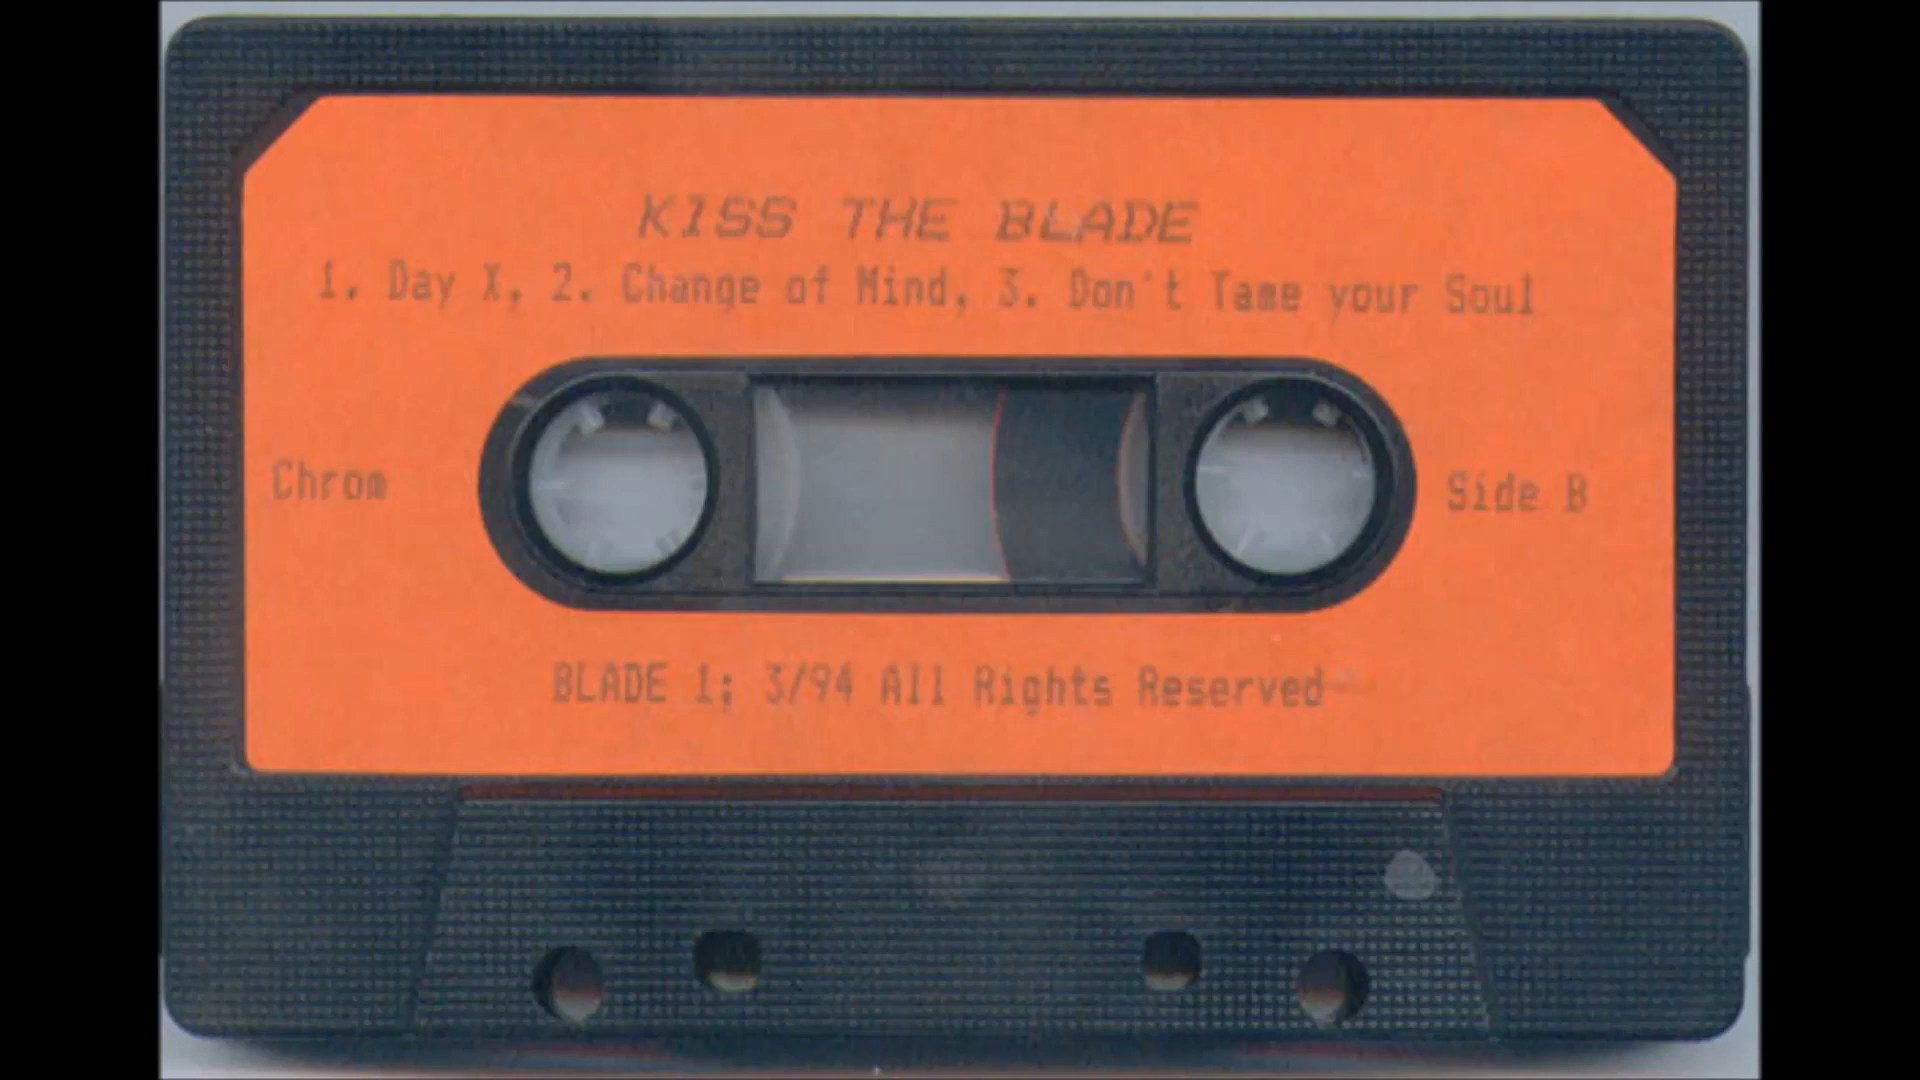 KISS THE BLADE
1. Day X, 2. Change of Mind, 3. Don't Tame your Soul
Chrom
Side B
BLADE 1; 3/94 All Rights Reserved